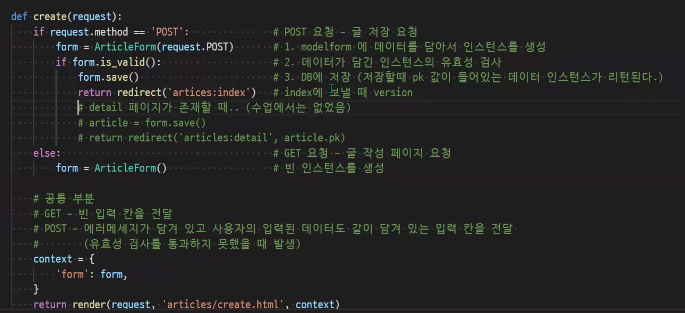 def create(request):
    if request.method == 'POST':            # POST 요청 - 글 저장 요청
        form = ArticleForm(request.POST)    # 1. modelform 에 데이터를 담아서 인스턴스를 생성
        if form.is_valid():                 # 2. 데이터가 담긴 인스턴스의 유효성 검사
            form.save()                     # 3. DB에 저장 (저장할때 pk 값이 들어있는 데이터 인스턴스가 리턴된다.)
            return redirect('artices:index')  # index에 보낼 때 version
            # detail 페이지가 존재할 때.. (수업에서는 없었음)
            # article = form.save()
            # return redirect('articles:detail', article.pk)
    else:                                   # GET 요청 - 글 작성 페이지 요청
        form = ArticleForm()                # 빈 인스턴스를 생성
    # 공통 부분
    # GET - 빈 입력 칸을 전달
    # POST - 에러메세지가 담겨 있고 사용자의 입력된 데이터도 같이 담겨 있는 입력 칸을 전달
    #        (유효성 검사를 통과하지 못했을 때 발생)
    context = {
        'form': form,
    }
    return render(request, 'articles/create.html', context)